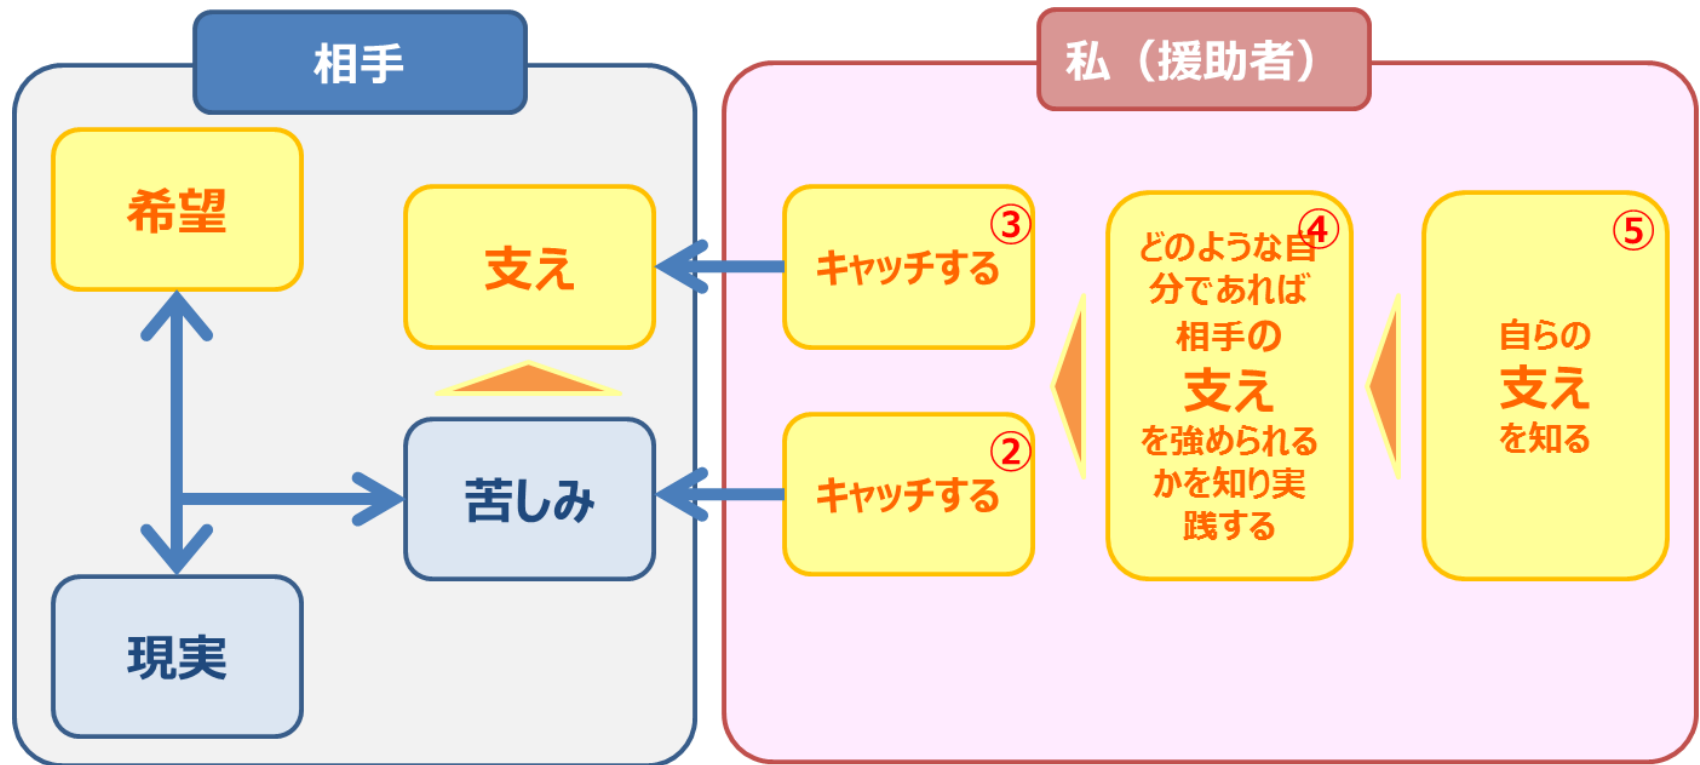 相手
希望
支え
苦しみ
現実
私（援助者）
③
キャッチする
②
キャッチする
④
どのような自
分であれば
相手の
支え
を強められる
かを知り実
践する
⑤
自らの
支え
を知る